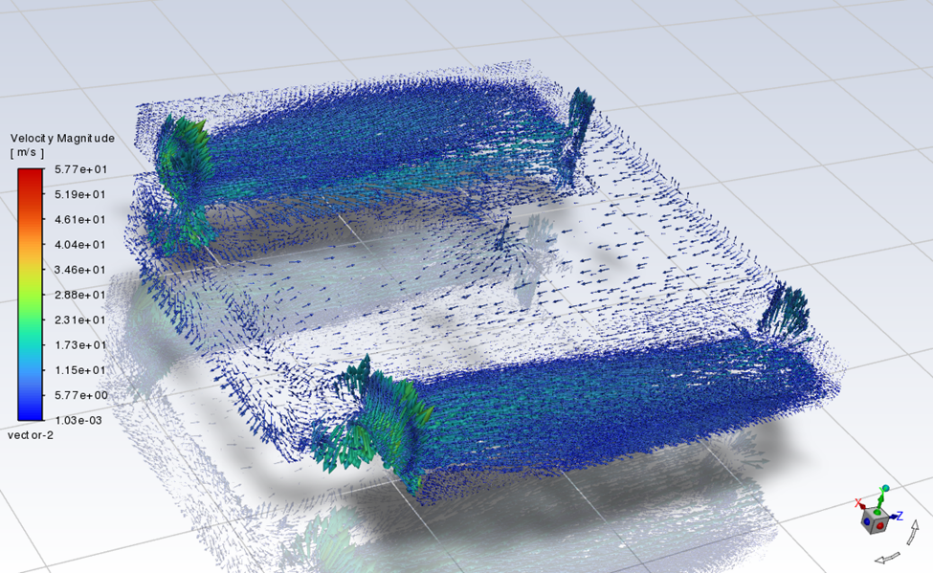 Velocity Magnitude
[ m/s ]
5.77e+01
5.19e+01
4.61e+01
4.04e+01
3.46e+01
2.88e+01
2.31e+01
1.73e+01
1.15e+01
5.77e+00
1.03e-03
vector-2
X
Y
Z